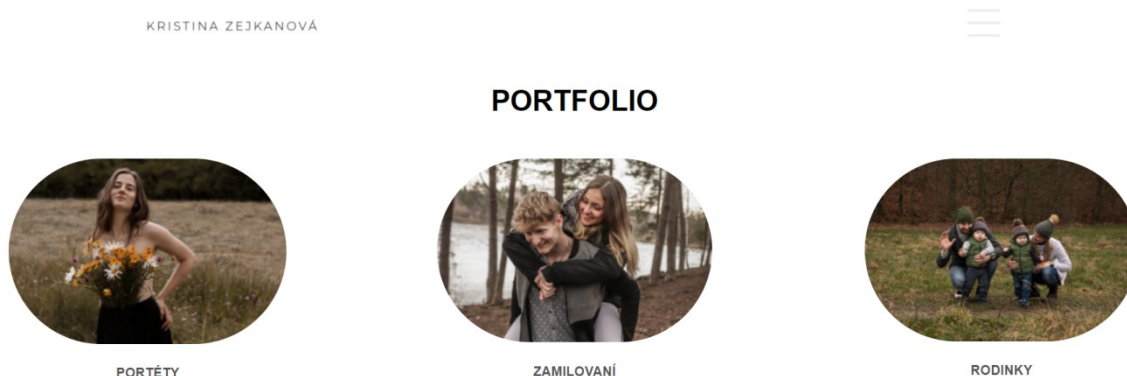 KRISTINA ZEJKANOVÁ
PORTFOLIO
PORTÉTY
ZAMILOVANÍ
RODINKY